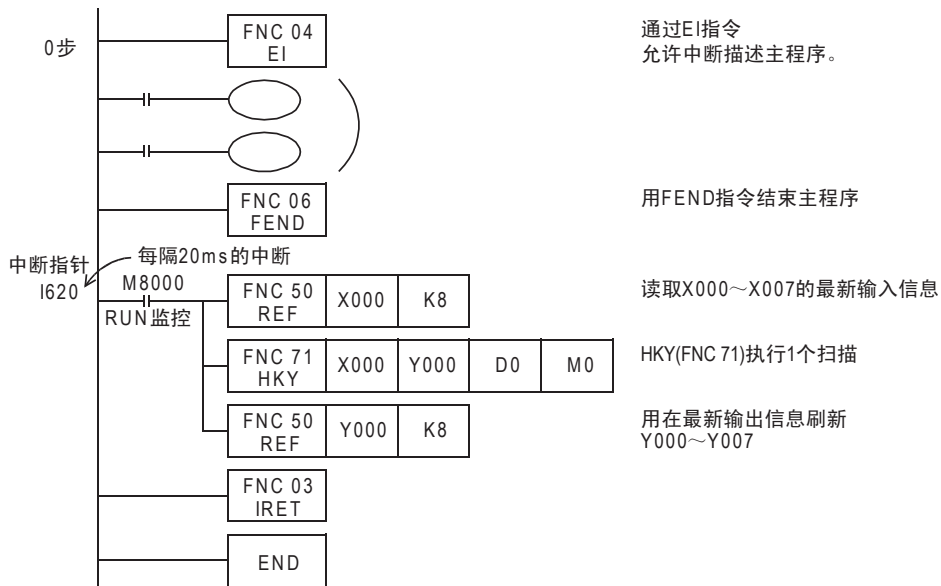 FNC 04
EI
0步
通过EI指令
允许中断描述主程序。
FNC 06
FEND
用FEND指令结束主程序
中断指针
I620
每隔20ms的中断
M8000
RUN监控
FNC 50
REF
X000
K8
读取X000～X007的最新输入信息
FNC 71
HKY
X000
Y000
D0
M0
HKY(FNC 71)执行1个扫描
FNC 50
REF
Y000
K8
用在最新输出信息刷新
Y000～Y007
FNC 03
IRET
END